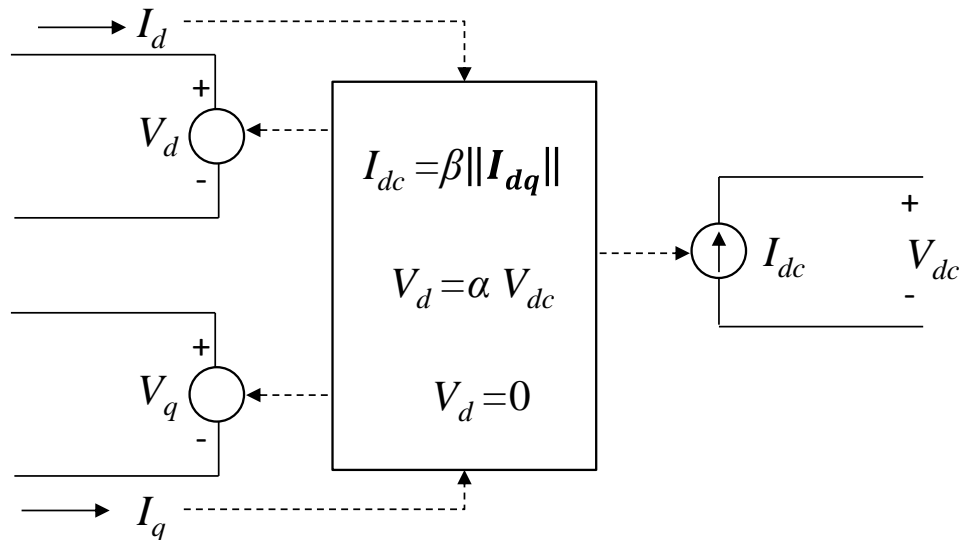 I_d
+
V_d
-
I_dc = β||I_dq||
V_d = α V_dc
V_d = 0
+
V_q
-
I_q
I_dc
+
V_dc
-